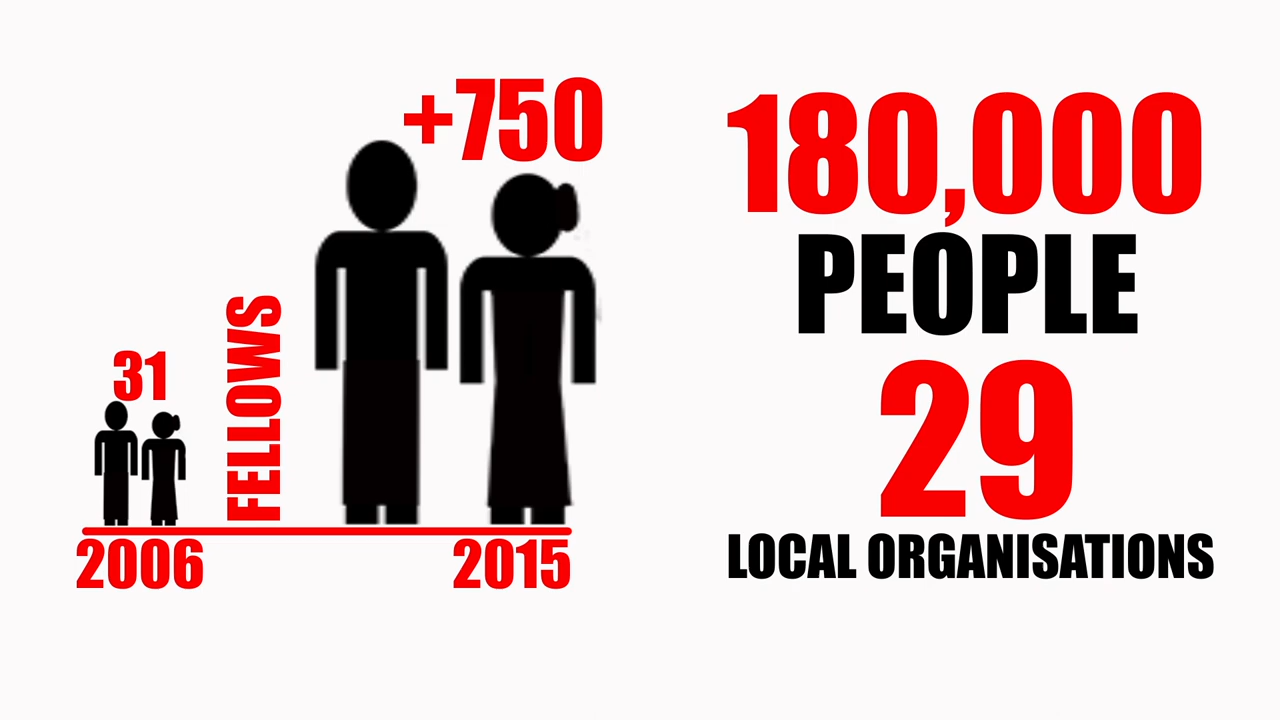 +750
31
FELLOWS
2006
2015
180,000
PEOPLE
29
LOCAL ORGANISATIONS